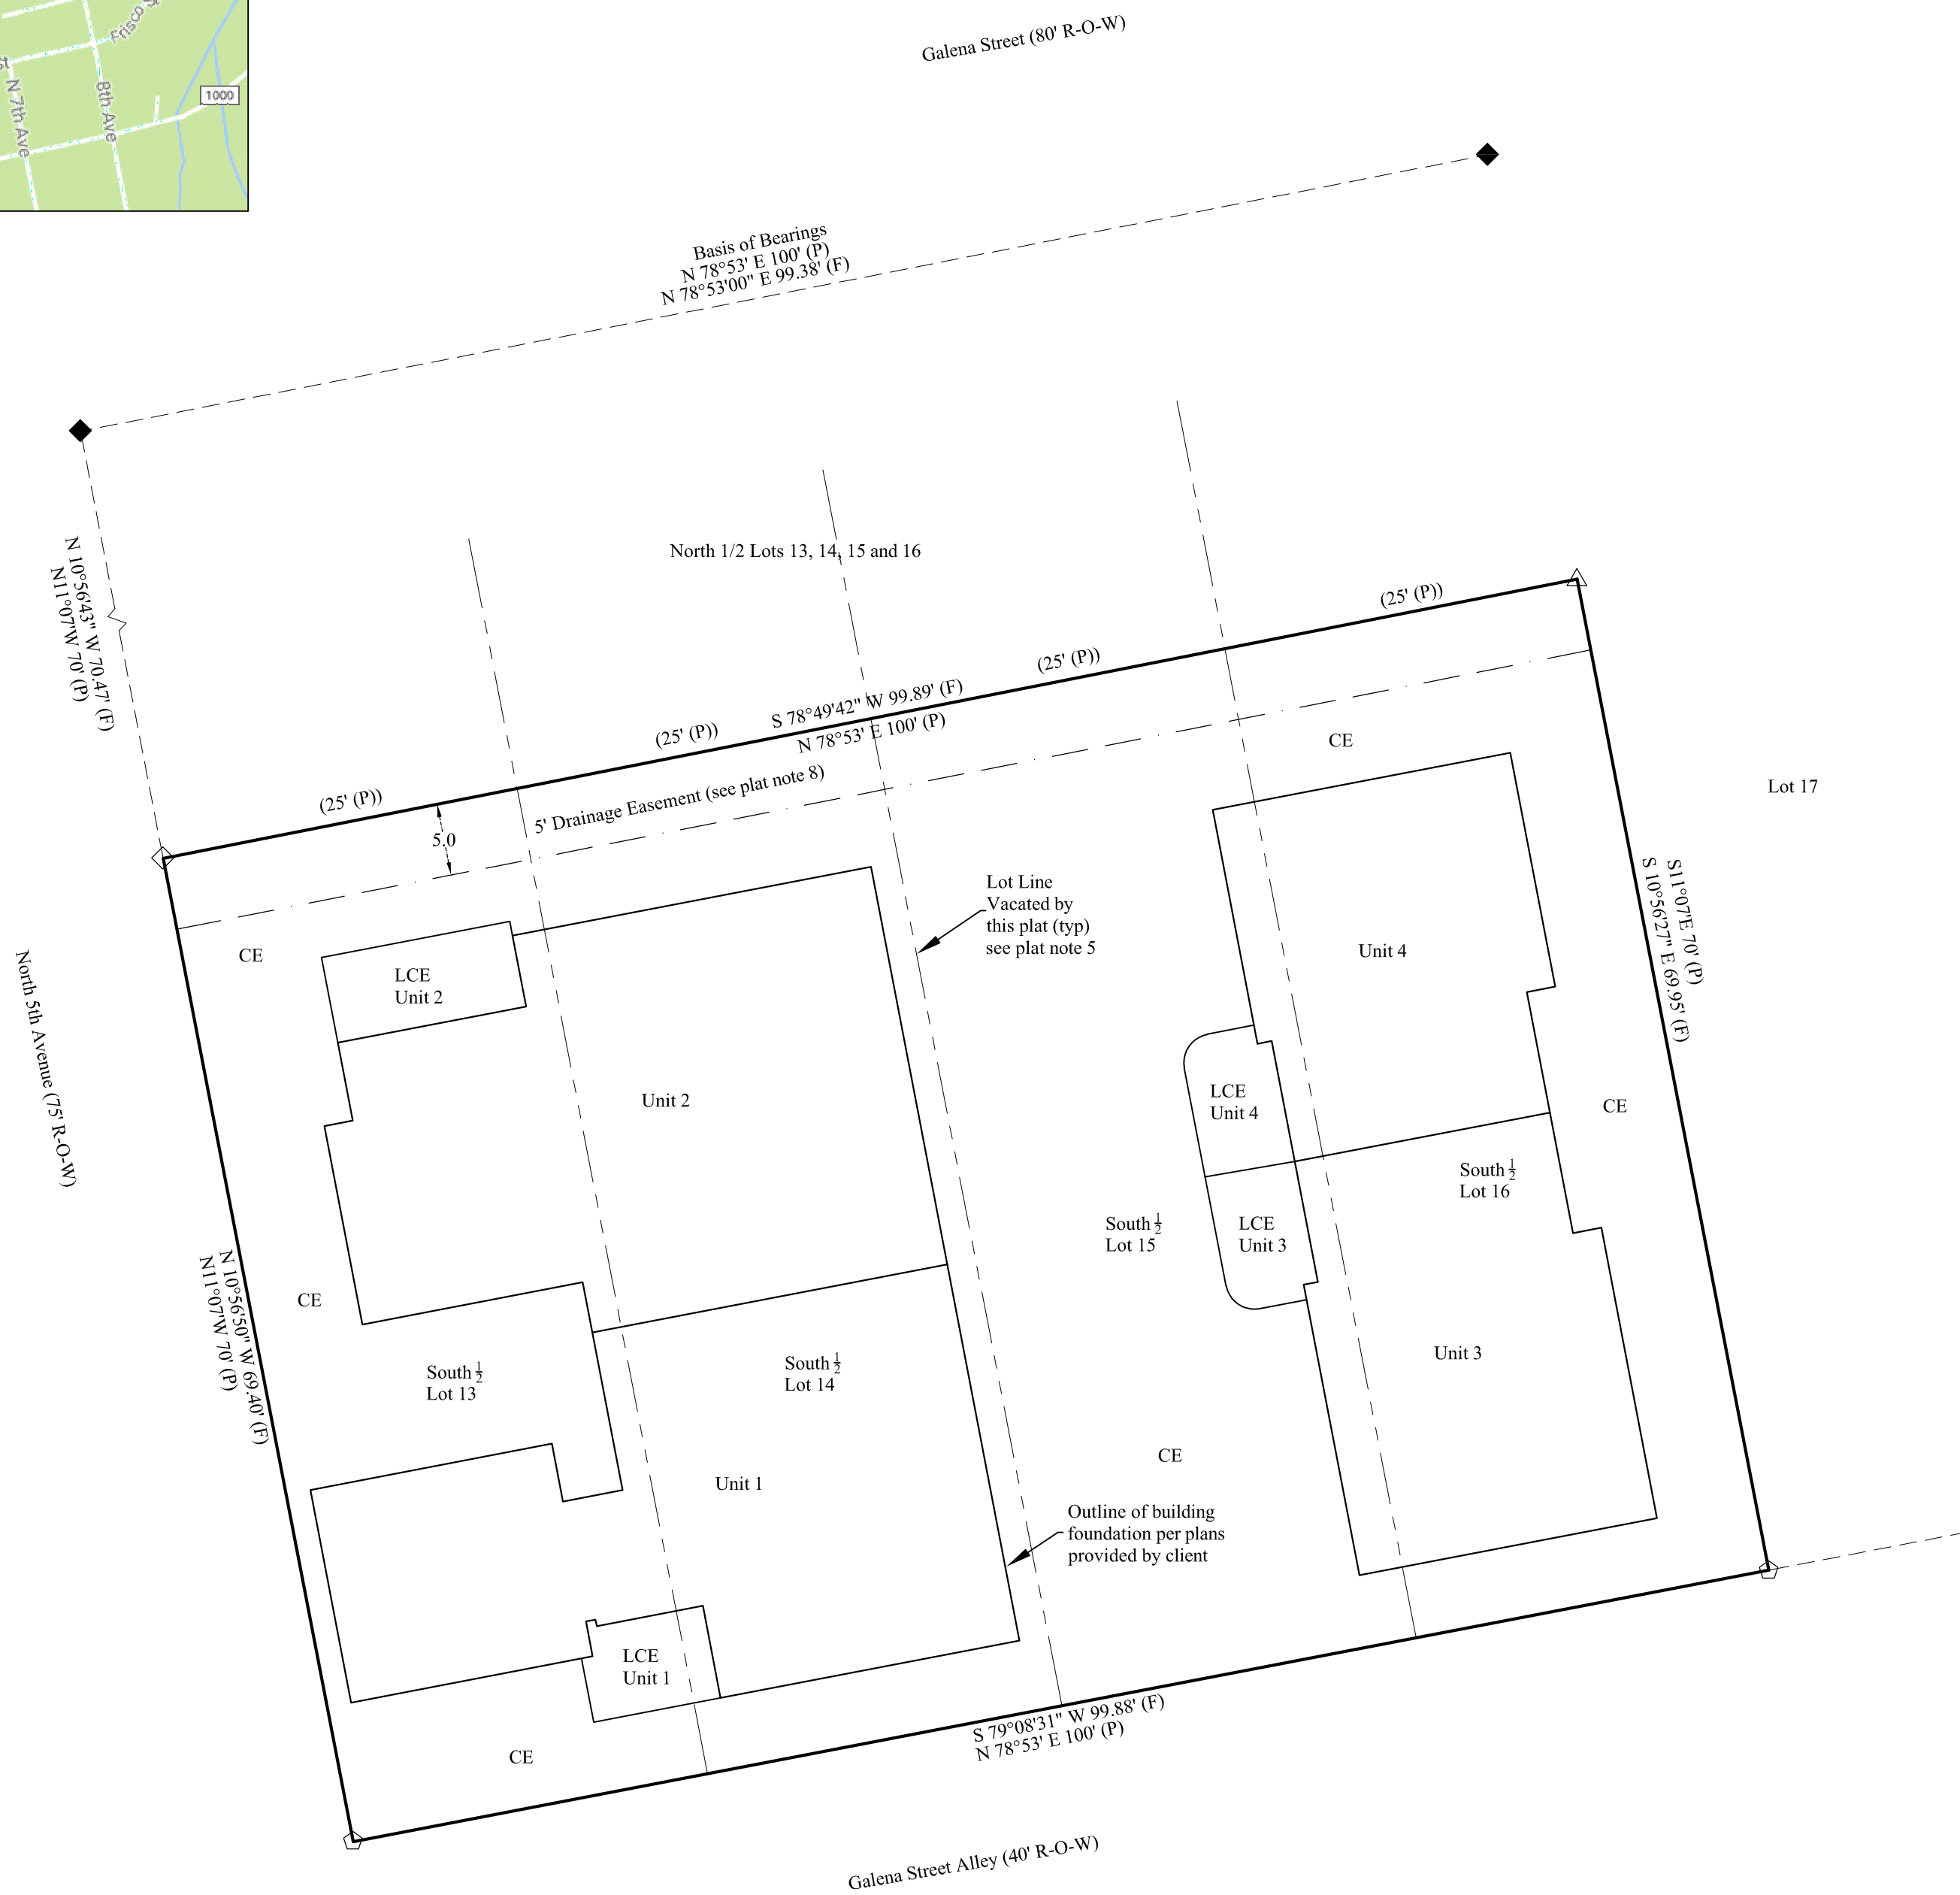 Frisco
st
N 7th Ave
8th Ave
1000
Galena Street (80' R-O-W)
Basis of Bearings
N 78°53' E 100' (P)
N 78°53'00" E 99.38' (F)
N 10°56'43" W 70.47' (F)
N11°07'W 70' (P)
North 1/2 Lots 13, 14, 15 and 16
(25' (P))
(25' (P))
(25' (P))
(25' (P))
S 78°49'42" W 99.89' (F)
N 78°53' E 100' (P)
5' Drainage Easement (see plat note 8)
5.0
CE
Lot 17
Lot Line
Vacated by
this plat (typ)
see plat note 5
S11°07'E 70' (P)
S 10°56'27" E 69.95' (F)
North 5th Avenue (75' R-O-W)
CE
LCE
Unit 2
Unit 4
Unit 2
LCE
Unit 4
CE
South 1/2
Lot 16
South 1/2
Lot 15
LCE
Unit 3
N 10°56'50" W 69.40' (F)
N11°07'W 70' (P)
CE
South 1/2
Lot 13
South 1/2
Lot 14
Unit 3
CE
Unit 1
Outline of building
foundation per plans
provided by client
LCE
Unit 1
CE
S 79°08'31" W 99.88' (F)
N 78°53' E 100' (P)
Galena Street Alley (40' R-O-W)